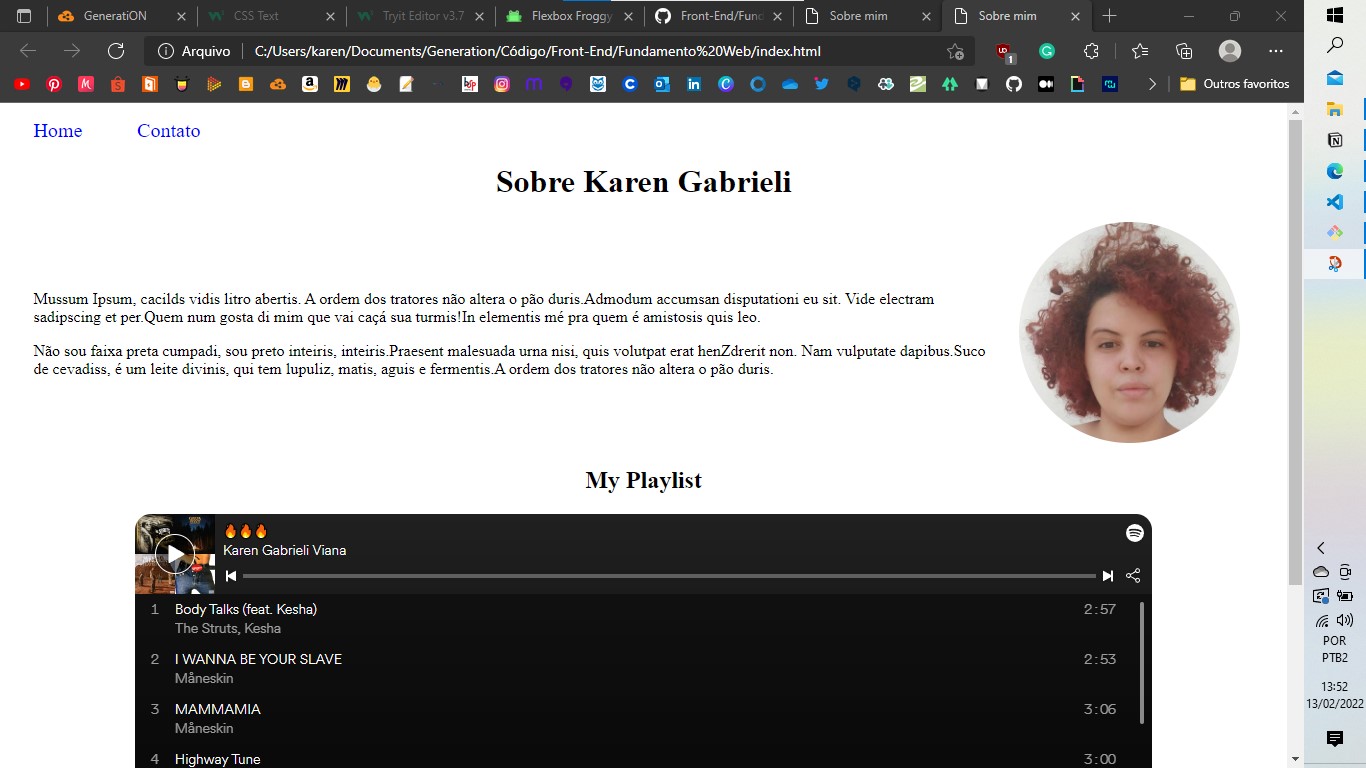 GeneratiON
CSS Text
Tryit Editor v3.7
Flexbox Froggy
Front-End/Fund
Sobre mim
Sobre mim
Arquivo
C:/Users/karen/Documents/Generation/Código/Front-End/Fundamento%20Web/index.html
1
Outros favoritos
Home
Contato
Sobre Karen Gabrieli
Mussum Ipsum, cacilds vidis litro abertis. A ordem dos tratores não altera o pão duris.Admodum accumsan disputationi eu sit. Vide electram
sadipscing et per.Quem num gosta di mim que vai caçá sua turmis!In elementis mé pra quem é amistosis quis leo.
Não sou faixa preta cumpadi, sou preto inteiris, inteiris.Praesent malesuada urna nisi, quis volutpat erat henZdrerit non. Nam vulputate dapibus.Suco
de cevadiss, é um leite divinis, qui tem lupuliz, matis, aguis e fermentis.A ordem dos tratores não altera o pão duris.
My Playlist
🔥🔥🔥
Karen Gabrieli Viana
1 Body Talks (feat. Kesha) 2:57
The Struts, Kesha
2 I WANNA BE YOUR SLAVE 2:53
Måneskin
3 MAMMAMIA 3:06
Måneskin
4 Highway Tune 3:00
POR
PTB2
13:52
13/02/2022